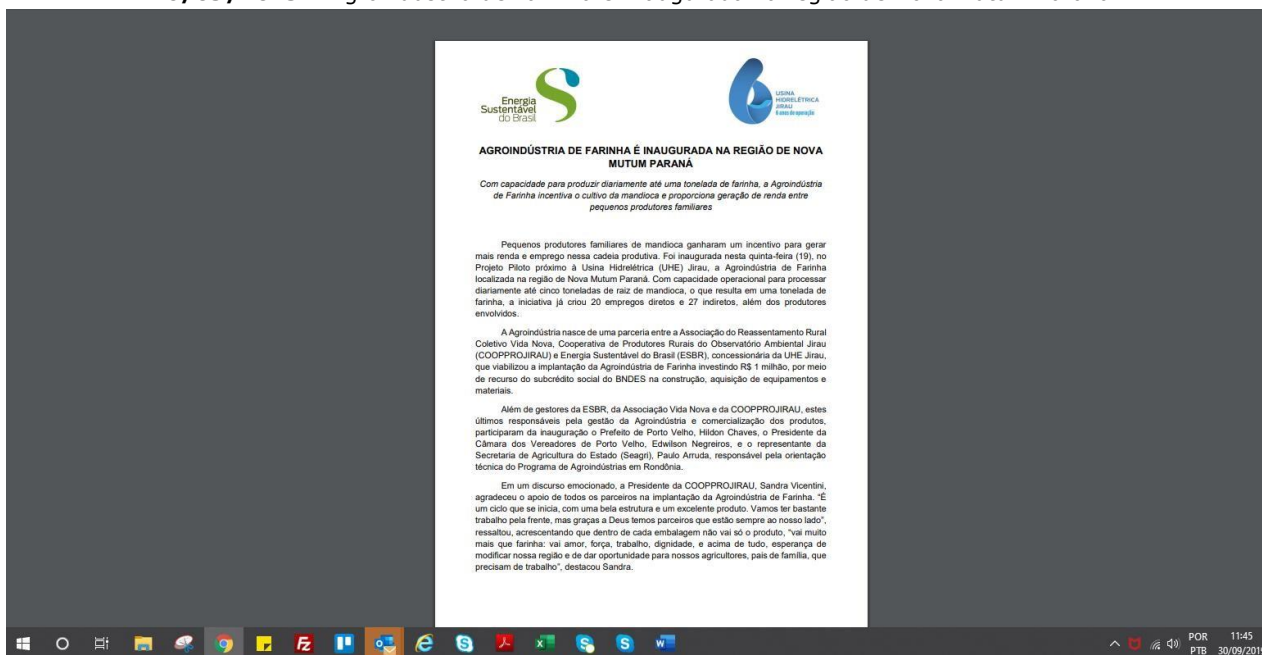 Energia
Sustentável
do Brasil
USINA
HIDRELÉTRICA
JIRAU
6 anos de operação
AGROINDÚSTRIA DE FARINHA É INAUGURADA NA REGIÃO DE NOVA
MUTUM PARANÁ
Com capacidade para produzir diariamente até uma tonelada de farinha, a Agroindústria
de Farinha incentiva o cultivo da mandioca e proporciona geração de renda entre
pequenos produtores familiares
Pequenos produtores familiares de mandioca ganharam um incentivo para gerar
mais renda e emprego nessa cadeia produtiva. Foi inaugurada nesta quinta-feira (19), no
Projeto Piloto próximo à Usina Hidrelétrica (UHE) Jirau, a Agroindústria de Farinha
localizada na região de Nova Mutum Paraná. Com capacidade operacional para processar
diariamente até cinco toneladas de raiz de mandioca, o que resulta em uma tonelada de
farinha, a iniciativa já criou 20 empregos diretos e 27 indiretos, além dos produtores
envolvidos.
A Agroindústria nasce de uma parceria entre a Associação do Reassentamento Rural
Coletivo Vida Nova, Cooperativa de Produtores Rurais do Observatório Ambiental Jirau
(COOPPROJIRAU) e Energia Sustentável do Brasil (ESBR), concessionária da UHE Jirau,
que viabilizou a implantação da Agroindústria de Farinha investindo R$ 1 milhão, por meio
de recurso do subcrédito social do BNDES na construção, aquisição de equipamentos e
materiais.
Além de gestores da ESBR, da Associação Vida Nova e da COOPPROJIRAU, estes
últimos responsáveis pela gestão da Agroindústria e comercialização dos produtos,
participaram da inauguração o Prefeito de Porto Velho, Hildon Chaves, o Presidente da
Câmara dos Vereadores de Porto Velho, Edwilson Negreiros, e o representante da
Secretaria de Agricultura do Estado (Seagri), Paulo Arruda, responsável pela orientação
técnica do Programa de Agroindústrias em Rondônia.
Em um discurso emocionado, a Presidente da COOPPROJIRAU, Sandra Vicentini,
agradeceu o apoio de todos os parceiros na implantação da Agroindústria de Farinha. “É
um ciclo que se inicia, com uma bela estrutura e um excelente produto. Vamos ter bastante
trabalho pela frente, mas graças a Deus temos parceiros que estão sempre ao nosso lado”,
ressaltou, acrescentando que dentro de cada embalagem não vai só o produto, “vai muito
mais que farinha: vai amor, força, trabalho, dignidade, e acima de tudo, esperança de
modificar nossa região e de dar oportunidade para nossos agricultores, pais de família, que
precisam de trabalho”, destacou Sandra.
POR 11:45
PTB 30/09/2019